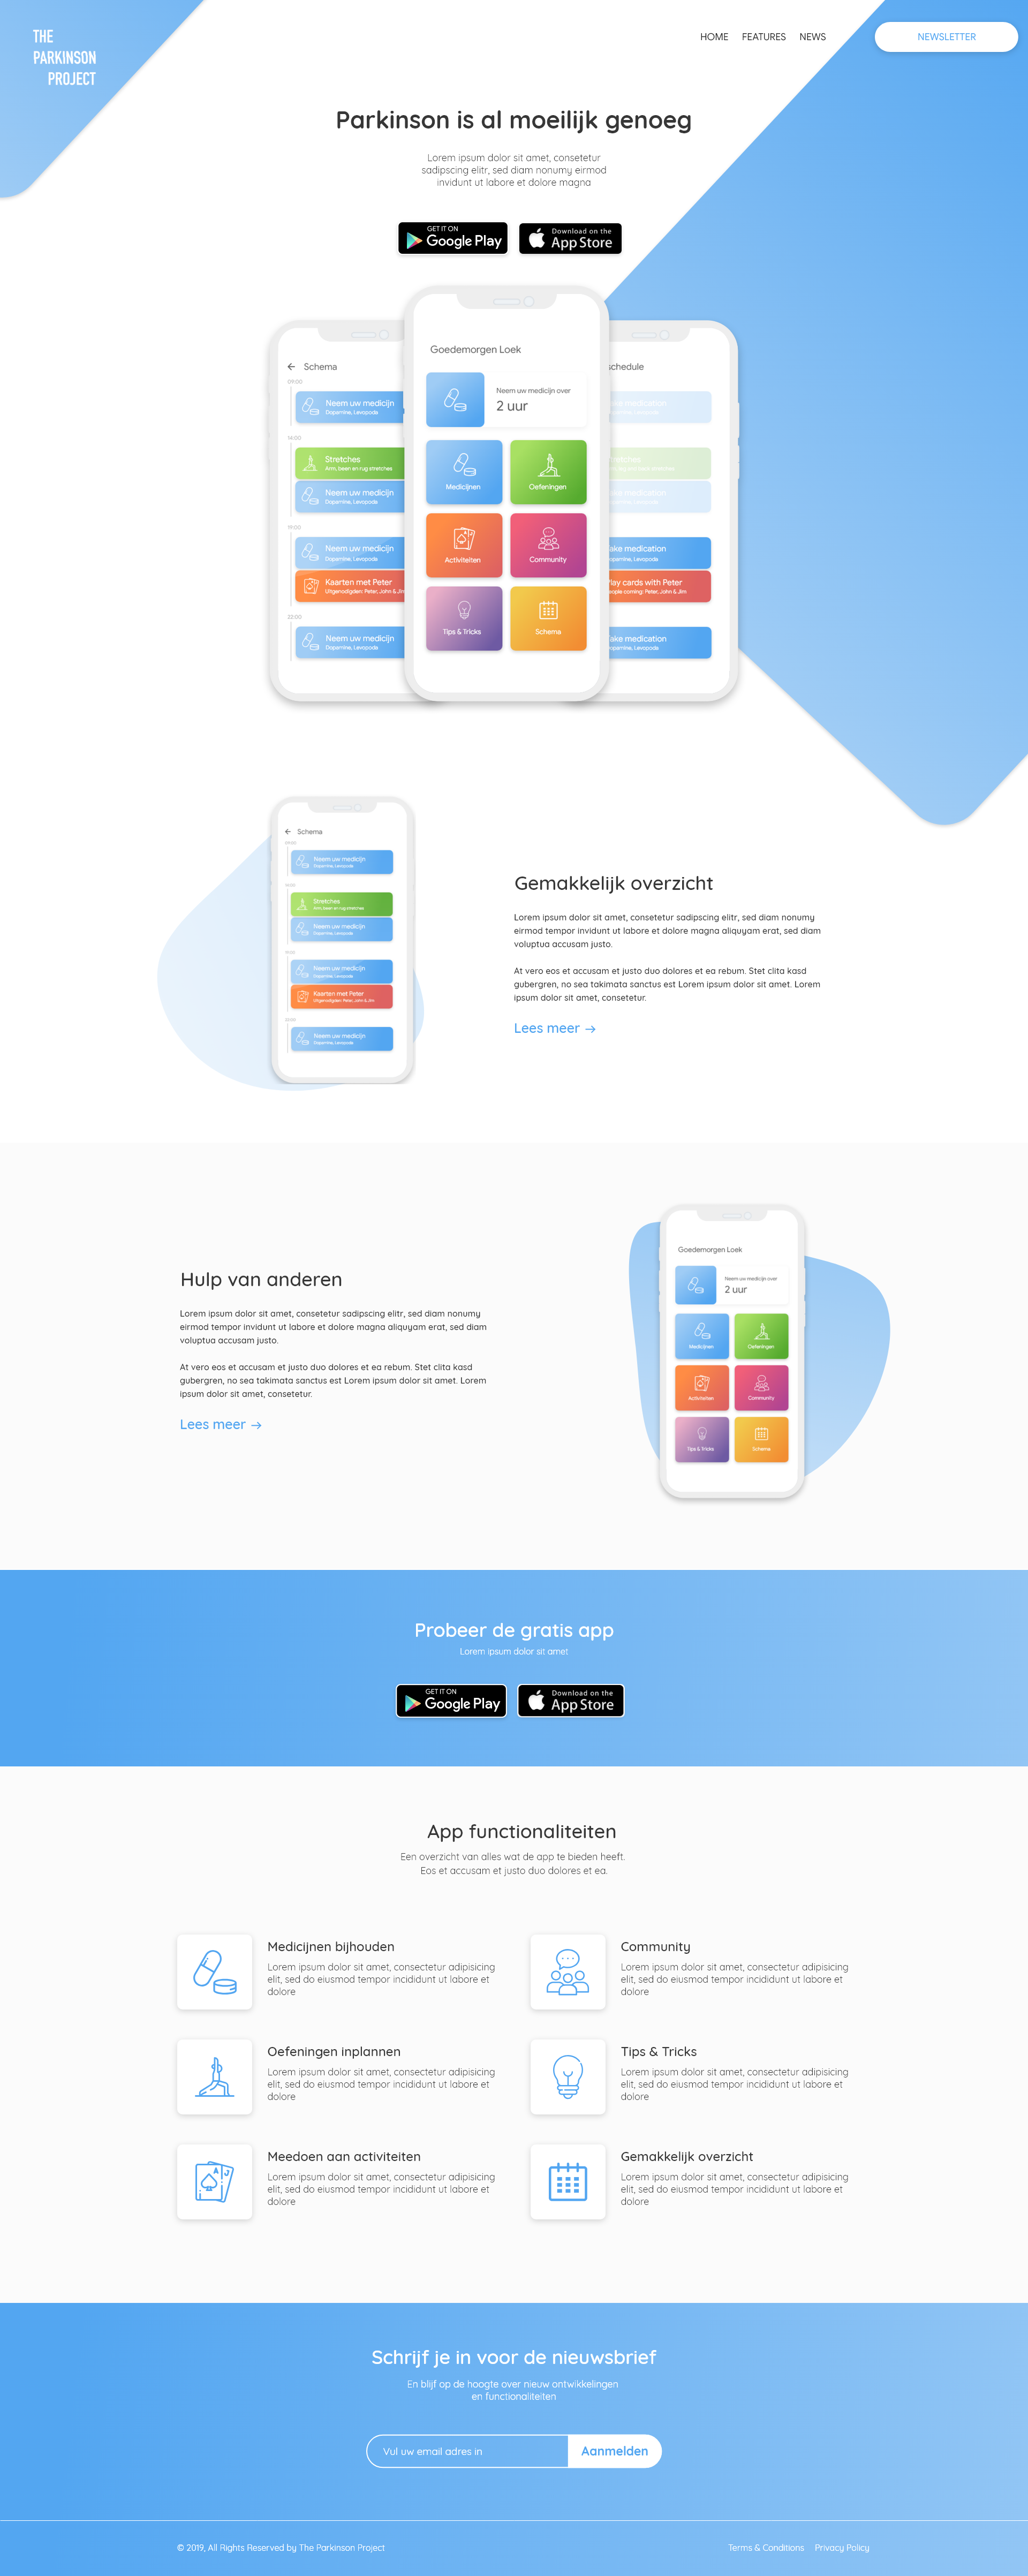 THE
PARKINSON
PROJECT
HOME FEATURES NEWS NEWSLETTER
Parkinson is al moeilijk genoeg
Lorem ipsum dolor sit amet, consetetur
sadipscing elitr, sed diam nonumy eirmod
invidunt ut labore et dolore magna
GET IT ON
Google Play
Download on the
App Store
Schema
09:00
Neem uw medicijn
Dopamine, Levopoda
14:00
Stretches
Arm, been en rug stretches
Neem uw medicijn
Dopamine, Levopoda
19:00
Neem uw medicijn
Dopamine, Levopoda
Kaarten met Peter
Uitgenodigden: Peter, John & Jim
22:00
Neem uw medicijn
Dopamine, Levopoda
Goedemorgen Loek
Neem uw medicijn over
2 uur
Medicijnen
Oefeningen
Activiteiten
Community
Tips & Tricks
Schema
schedule
medication
ake medication
opamine, Levopoda
lay cards with Peter
eople coming: Peter, John & Jim
ake medication
opamine, Levopoda
Schema
09:00
Neem uw medicijn
Dopamine, Levopoda
14:00
Stretches
Arm, been en rug stretches
Neem uw medicijn
Dopamine, Levopoda
19:00
Neem uw medicijn
Dopamine, Levopoda
Kaarten met Peter
Uitgenodigden: Peter, John & Jim
22:00
Neem uw medicijn
Dopamine, Levopoda
Gemakkelijk overzicht
Lorem ipsum dolor sit amet, consetetur sadipscing elitr, sed diam nonumy
eirmod tempor invidunt ut labore et dolore magna aliquyam erat, sed diam
voluptua accusam justo.
At vero eos et accusam et justo duo dolores et ea rebum. Stet clita kasd
gubergren, no sea takimata sanctus est Lorem ipsum dolor sit amet. Lorem
ipsum dolor sit amet, consetetur.
Lees meer →
Hulp van anderen
Lorem ipsum dolor sit amet, consetetur sadipscing elitr, sed diam nonumy
eirmod tempor invidunt ut labore et dolore magna aliquyam erat, sed diam
voluptua accusam justo.
At vero eos et accusam et justo duo dolores et ea rebum. Stet clita kasd
gubergren, no sea takimata sanctus est Lorem ipsum dolor sit amet. Lorem
ipsum dolor sit amet, consetetur.
Lees meer →
Goedemorgen Loek
Neem uw medicijn over
2 uur
Medicijnen
Oefeningen
Activiteiten
Community
Tips & Tricks
Schema
Probeer de gratis app
Lorem ipsum dolor sit amet
GET IT ON
Google Play
Download on the
App Store
App functionaliteiten
Een overzicht van alles wat de app te bieden heeft.
Eos et accusam et justo duo dolores et ea.
Medicijnen bijhouden
Lorem ipsum dolor sit amet, consectetur adipisicing
elit, sed do eiusmod tempor incididunt ut labore et
dolore
Community
Lorem ipsum dolor sit amet, consectetur adipisicing
elit, sed do eiusmod tempor incididunt ut labore et
dolore
Oefeningen inplannen
Lorem ipsum dolor sit amet, consectetur adipisicing
elit, sed do eiusmod tempor incididunt ut labore et
dolore
Tips & Tricks
Lorem ipsum dolor sit amet, consectetur adipisicing
elit, sed do eiusmod tempor incididunt ut labore et
dolore
A J
Meedoen aan activiteiten
Lorem ipsum dolor sit amet, consectetur adipisicing
elit, sed do eiusmod tempor incididunt ut labore et
dolore
Gemakkelijk overzicht
Lorem ipsum dolor sit amet, consectetur adipisicing
elit, sed do eiusmod tempor incididunt ut labore et
dolore
Schrijf je in voor de nieuwsbrief
En blijf op de hoogte over nieuw ontwikkelingen
en functionaliteiten
Vul uw email adres in
Aanmelden
© 2019, All Rights Reserved by The Parkinson Project
Terms & Conditions Privacy Policy